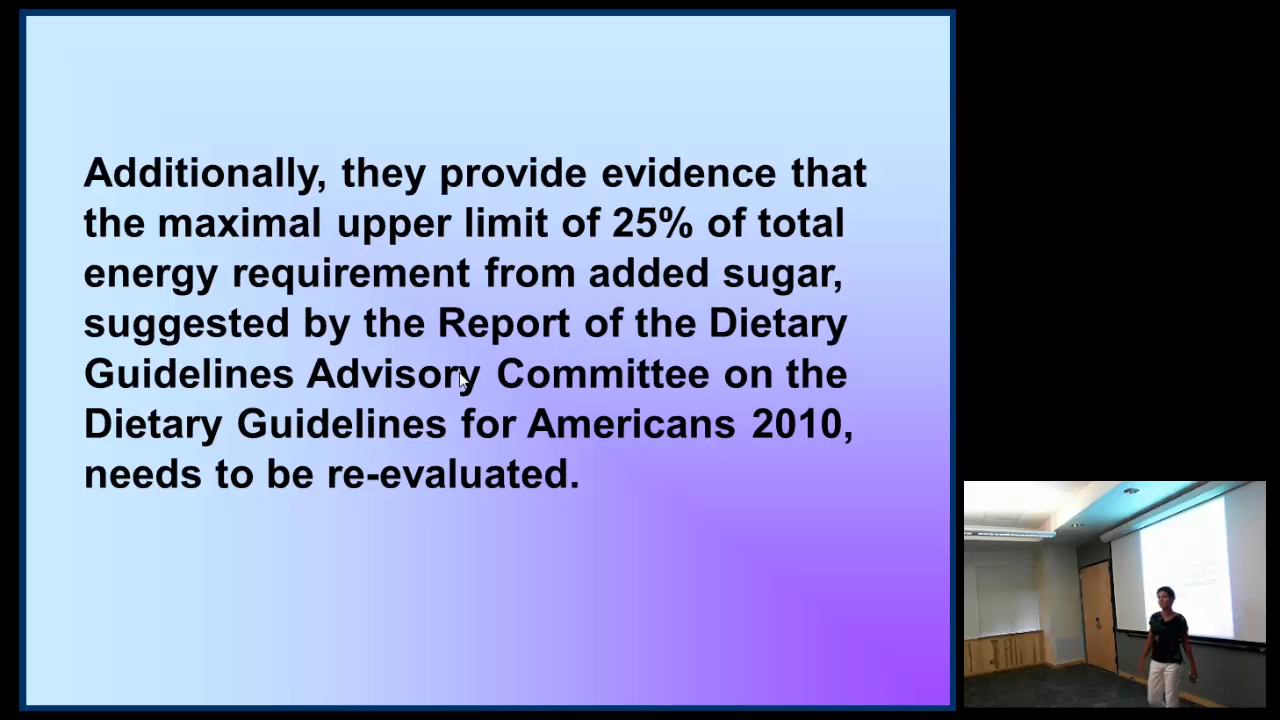 Additionally, they provide evidence that
the maximal upper limit of 25% of total
energy requirement from added sugar,
suggested by the Report of the Dietary
Guidelines Advisory Committee on the
Dietary Guidelines for Americans 2010,
needs to be re-evaluated.